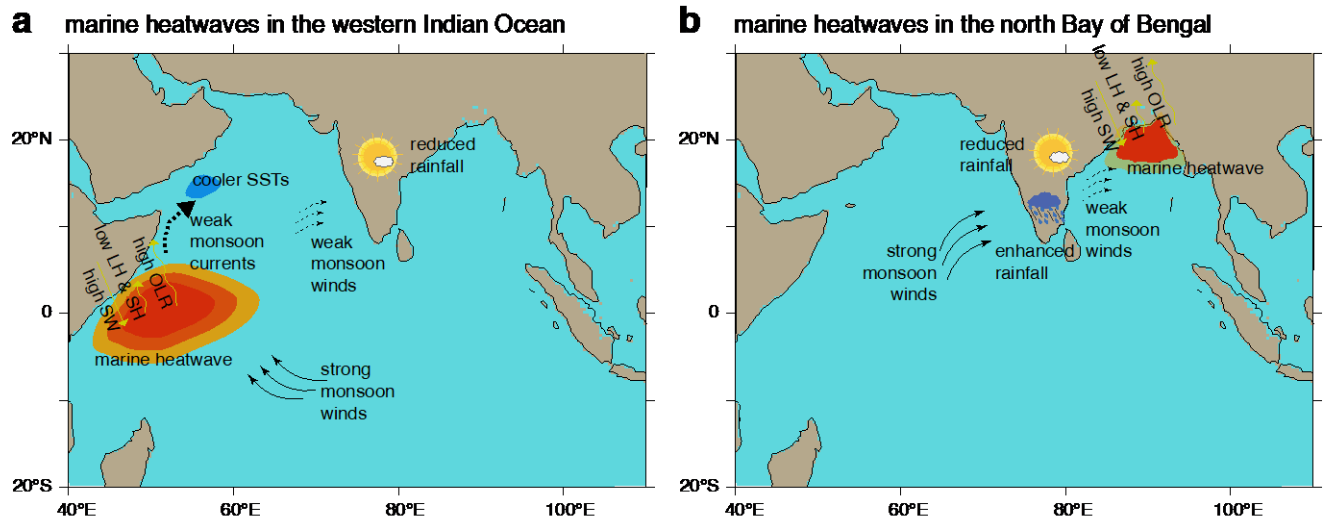 a marine heatwaves in the western Indian Ocean
20°N
0
20°S
40°E
60°E
80°E
100°E
reduced
rainfall
cooler SSTs
weak
monsoon
currents
weak
monsoon
winds
low LH & SH
high OLR
high SW
marine heatwave
strong
monsoon
winds
b marine heatwaves in the north Bay of Bengal
20°N
0
20°S
40°E
60°E
80°E
100°E
low LH & SH
high OLR
high SW
reduced
rainfall
marine heatwave
weak
monsoon
winds
strong
monsoon
winds
enhanced
rainfall